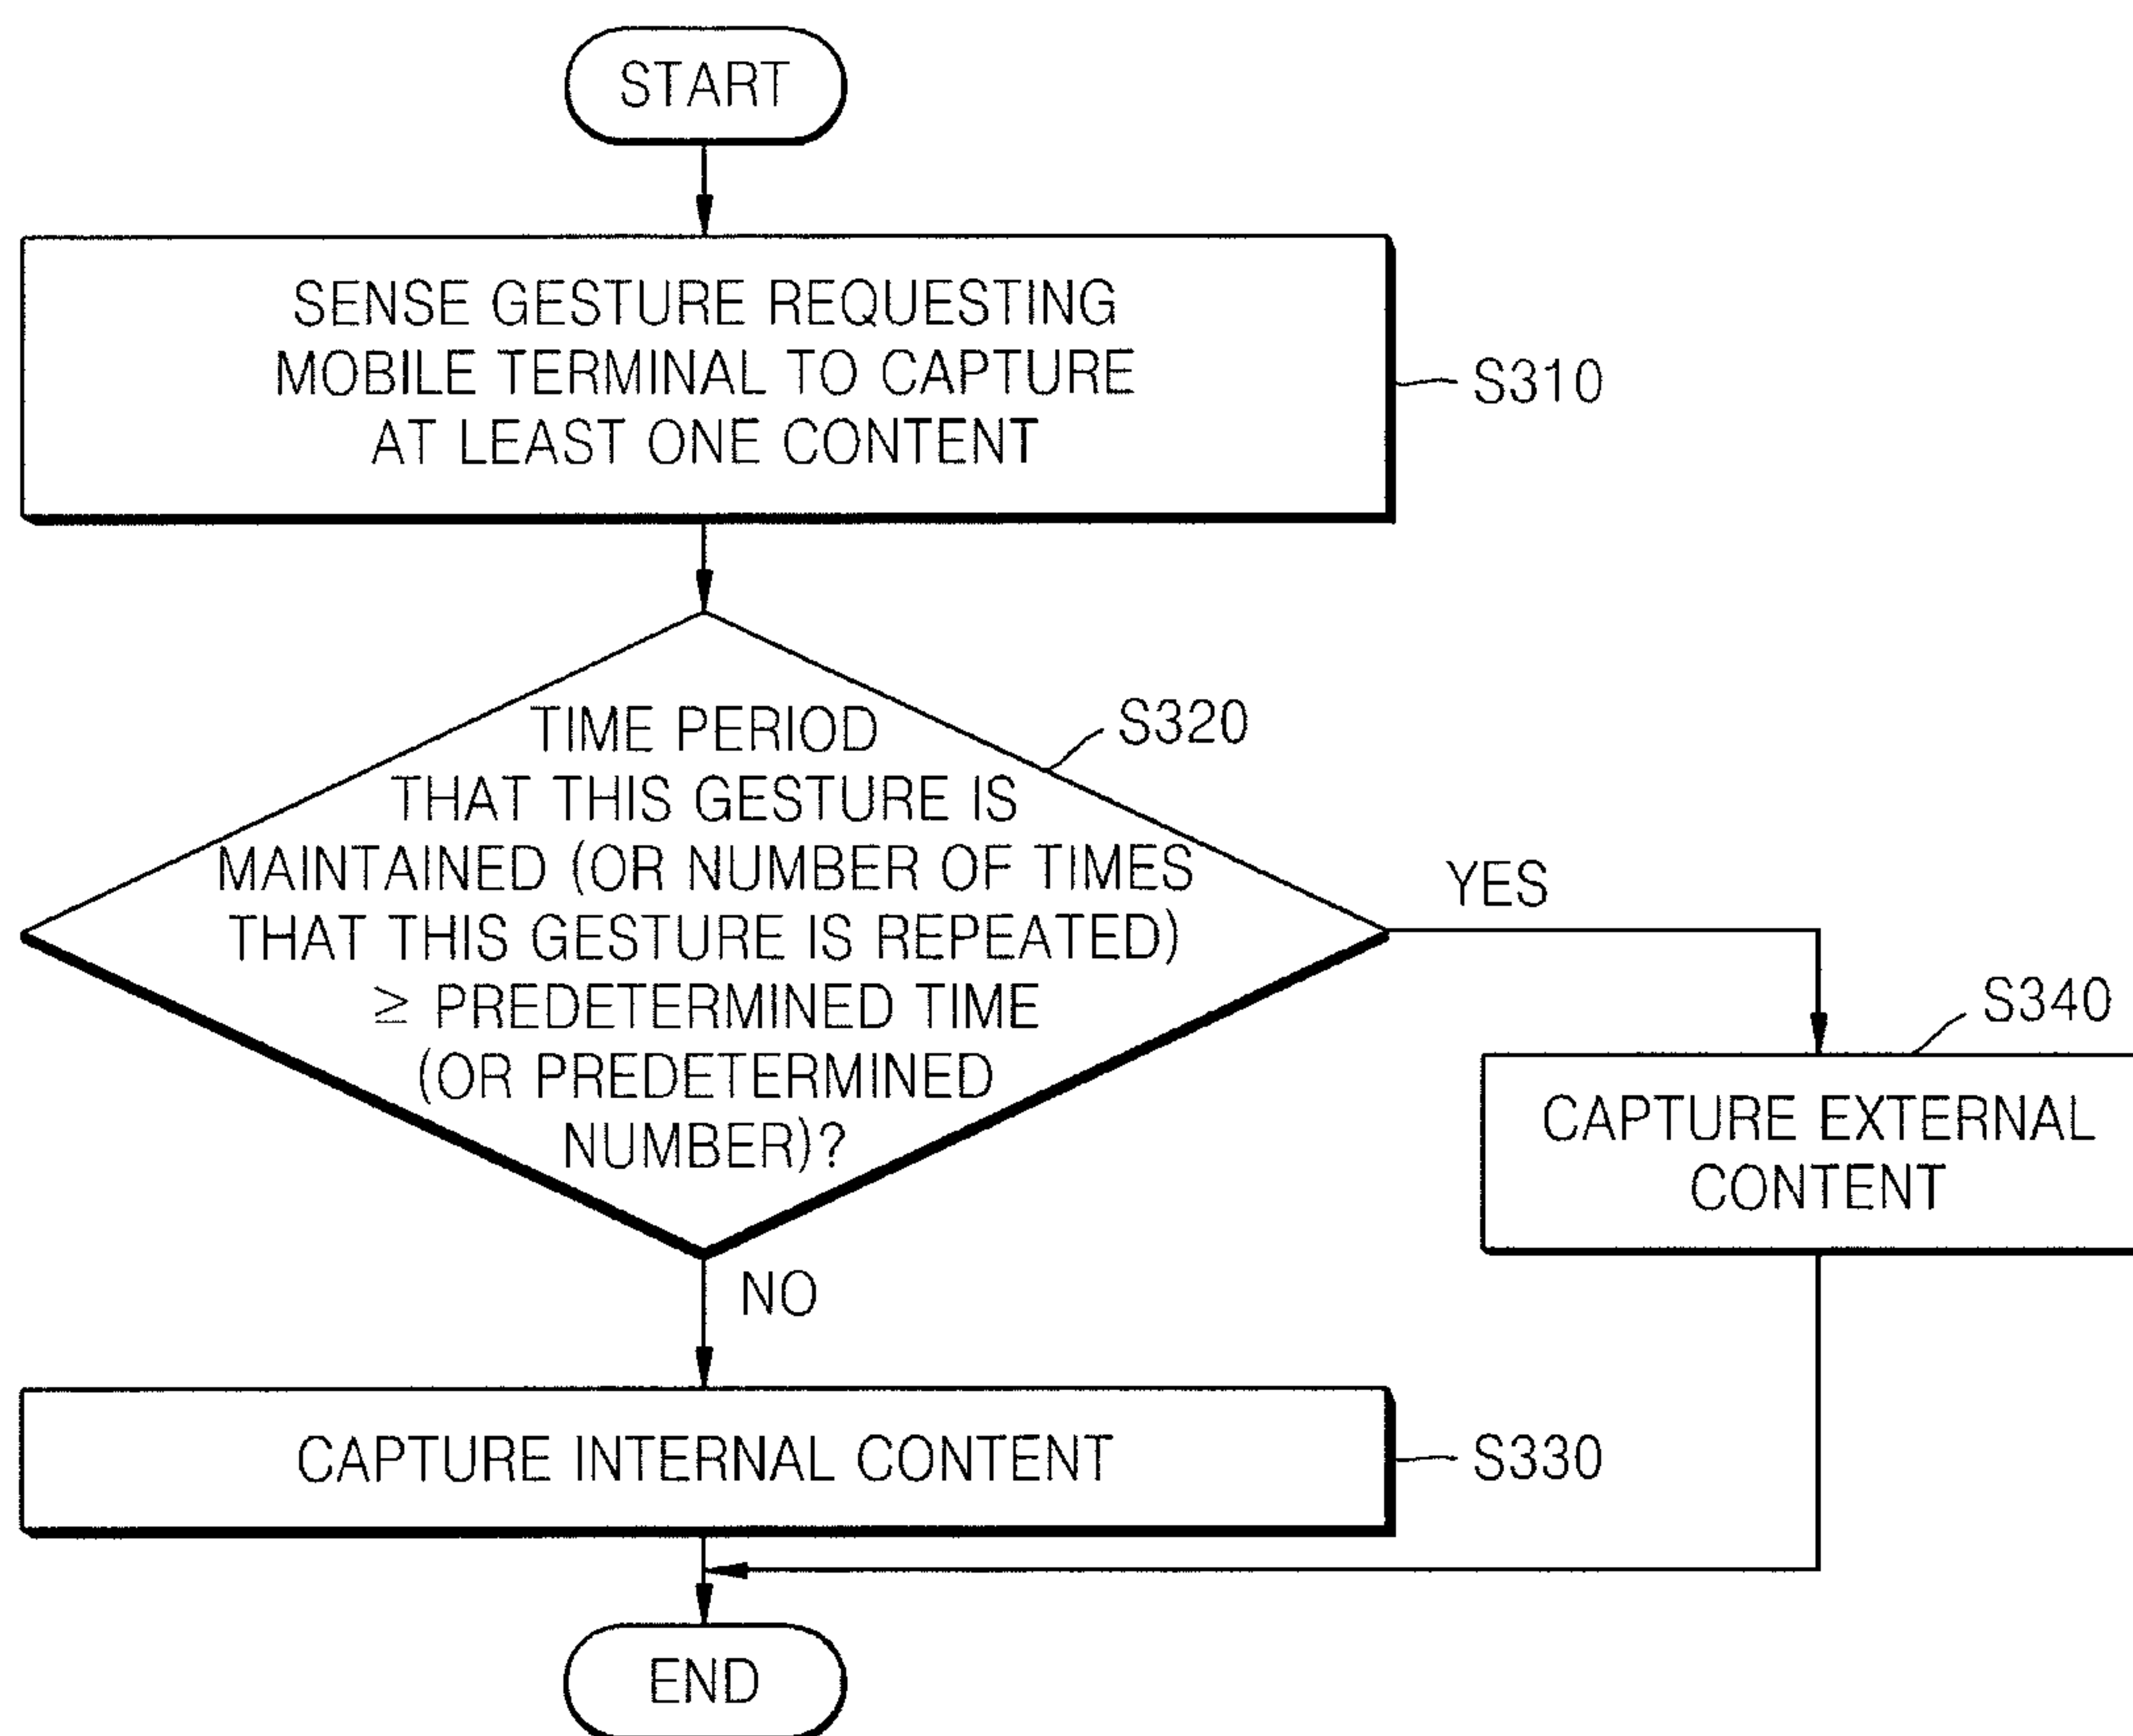 START
SENSE GESTURE REQUESTING
MOBILE TERMINAL TO CAPTURE
AT LEAST ONE CONTENT
S310
TIME PERIOD
THAT THIS GESTURE IS
MAINTAINED (OR NUMBER OF TIMES
THAT THIS GESTURE IS REPEATED)
≥ PREDETERMINED TIME
(OR PREDETERMINED
NUMBER)?
S320
YES
S340
CAPTURE EXTERNAL
CONTENT
NO
CAPTURE INTERNAL CONTENT
S330
END